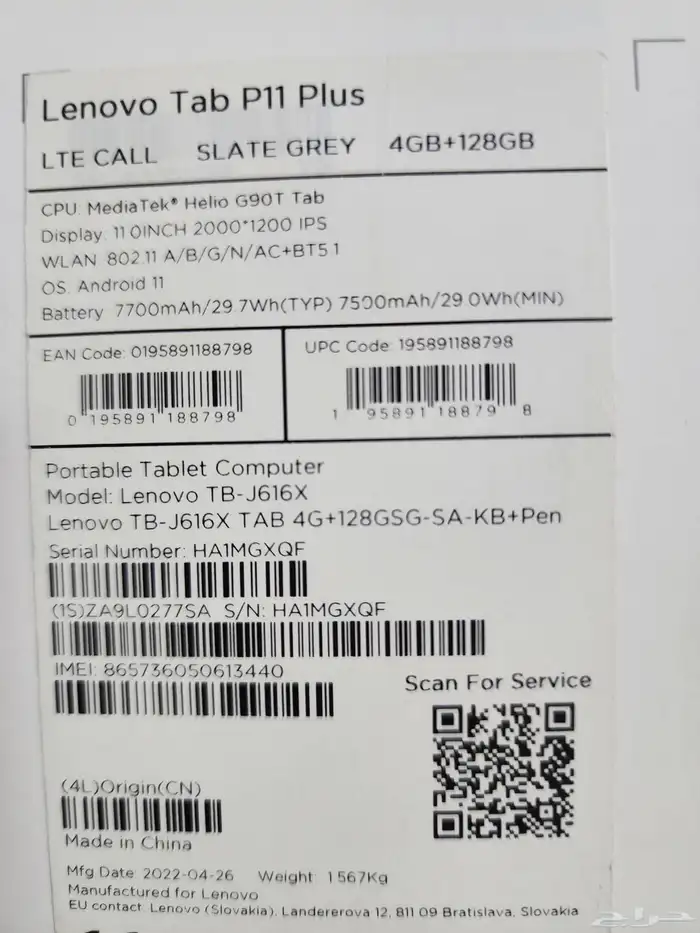 Lenovo Tab P11 Plus
LTE CALL SLATE GREY 4GB+128GB
CPU: MediaTek® Helio G90T Tab
Display: 11.0INCH 2000*1200 IPS
WLAN: 802.11 A/B/G/N/AC+BT5.1
OS: Android 11
Battery: 7700mAh/29.7Wh(TYP) 7500mAh/29.0Wh(MIN)
EAN Code: 0195891188798
0 195891 188798
UPC Code: 195891188798
1 95891 18879 8
Portable Tablet Computer
Model: Lenovo TB-J616X
Lenovo TB-J616X TAB 4G+128GSG-SA-KB+Pen
Serial Number: HA1MGXQF
(1S)ZA9L0277SA S/N: HA1MGXQF
IMEI: 865736050613440
Scan For Service
(4L)Origin(CN)
Made in China
Mfg Date: 2022-04-26 Weight: 1.567Kg
Manufactured for Lenovo
EU contact: Lenovo (Slovakia), Landererova 12, 811 09 Bratislava, Slovakia
حراج